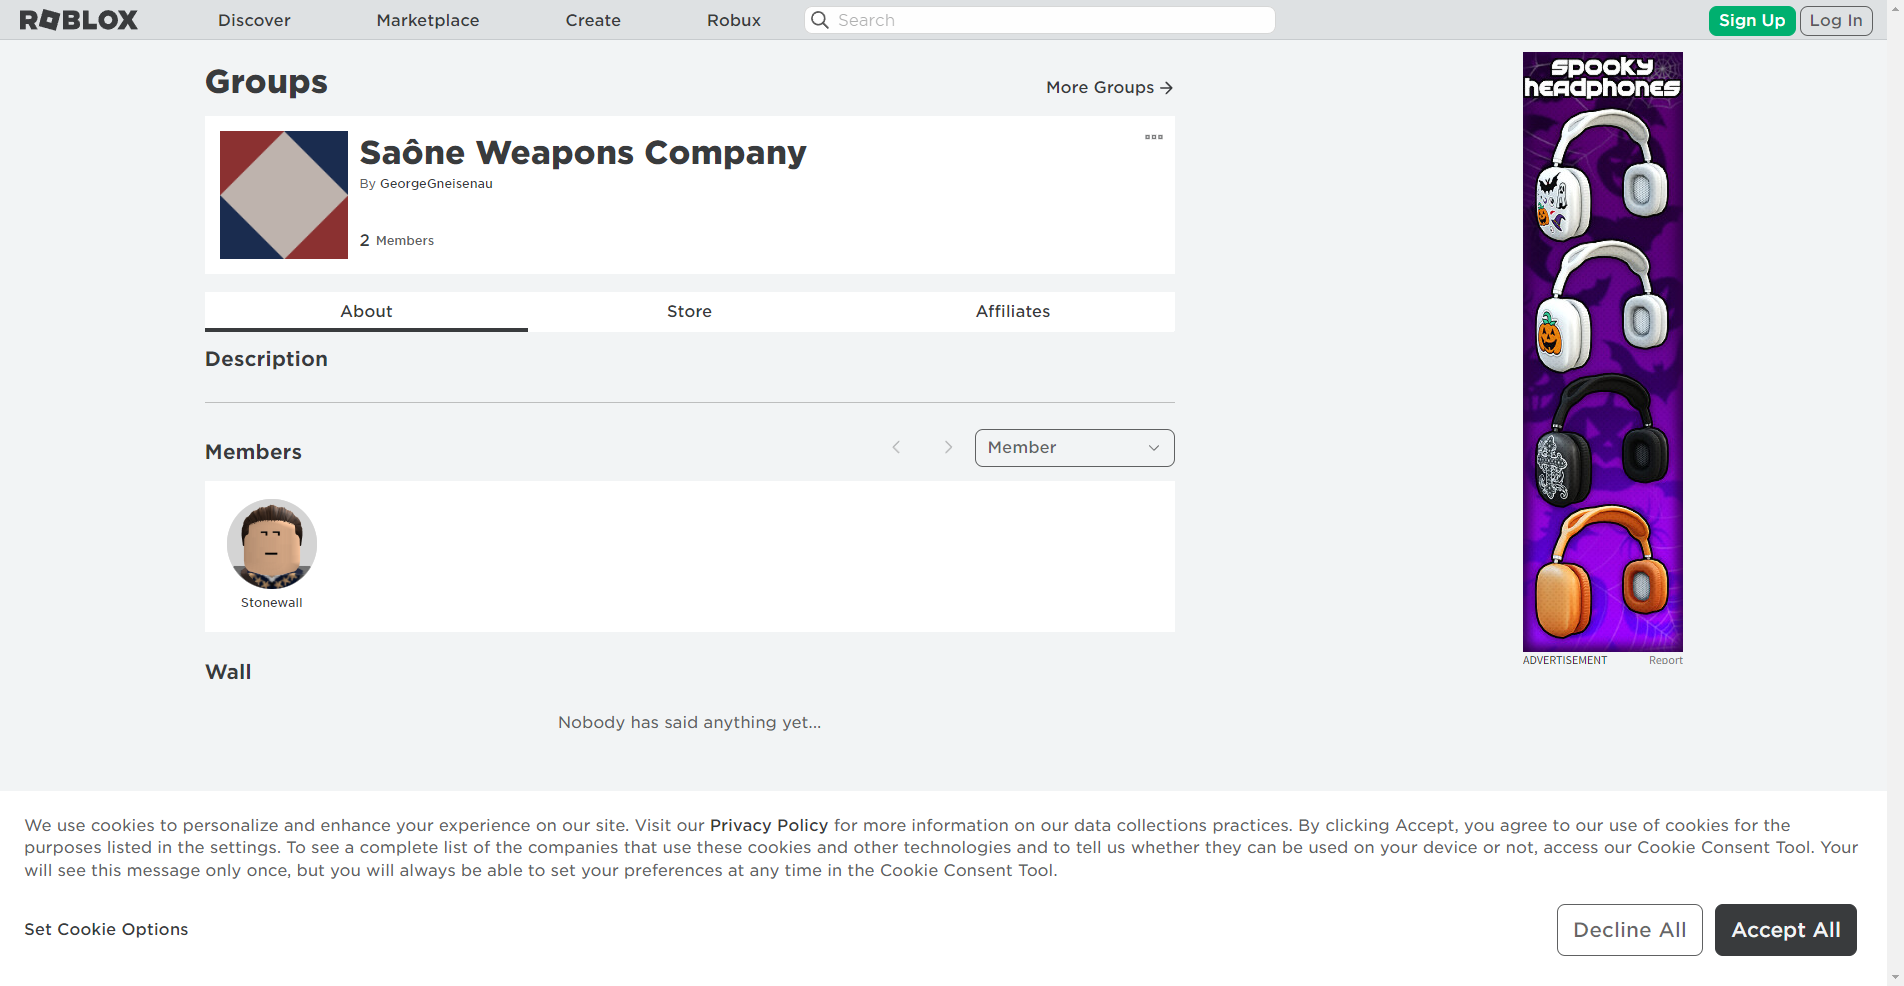 ROBLOX
Discover
Marketplace
Create
Robux
Search
Sign Up
Log In
Groups
More Groups
Saône Weapons Company
By GeorgeGneisenau
2 Members
About
Store
Affiliates
Description
Members
Member
Stonewall
Wall
Nobody has said anything yet...
spooky
headphones
ADVERTISEMENT
Report
We use cookies to personalize and enhance your experience on our site. Visit our Privacy Policy for more information on our data collections practices. By clicking Accept, you agree to our use of cookies for the
purposes listed in the settings. To see a complete list of the companies that use these cookies and other technologies and to tell us whether they can be used on your device or not, access our Cookie Consent Tool. Your
will see this message only once, but you will always be able to set your preferences at any time in the Cookie Consent Tool.
Set Cookie Options
Decline All
Accept All